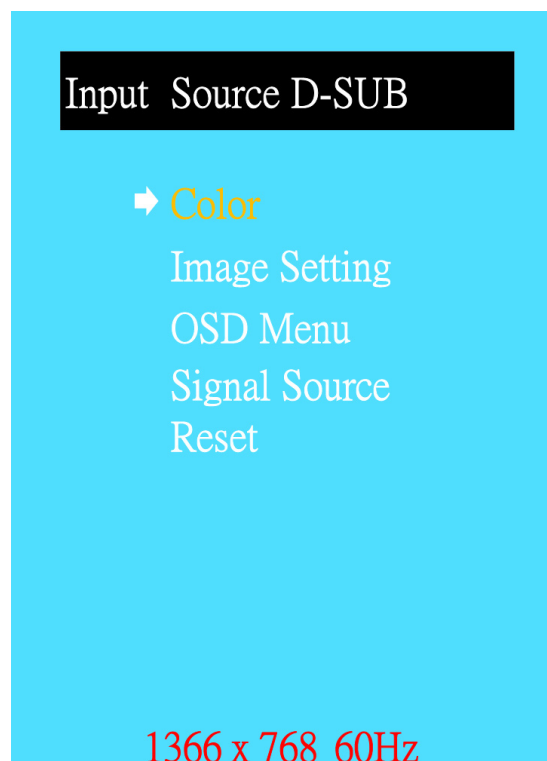 Input Source D-SUB
Color
Image Setting
OSD Menu
Signal Source
Reset
1366 x 768 60Hz